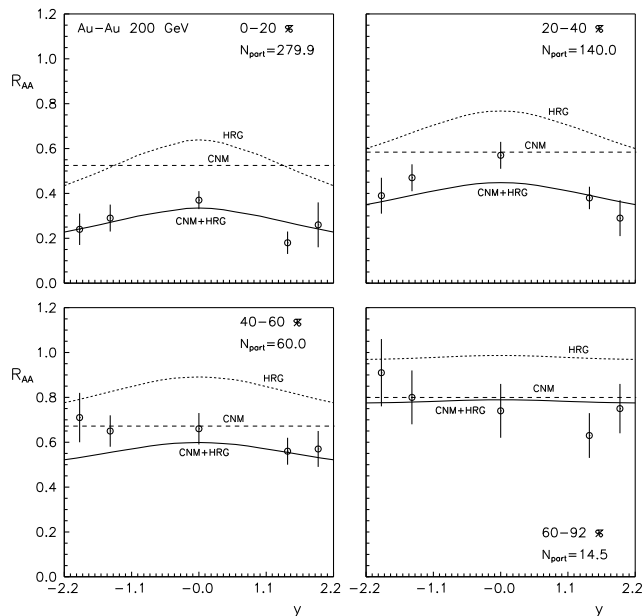 Au-Au 200 GeV
0-20 %
N_part=279.9
20-40 %
N_part=140.0
1.2
1.0
0.8
0.6
0.4
0.2
0.0
R_AA
HRG
CNM
CNM+HRG
HRG
CNM
CNM+HRG
40-60 %
N_part=60.0
1.2
1.0
0.8
0.6
0.4
0.2
0.0
R_AA
HRG
CNM
CNM+HRG
HRG
CNM
CNM+HRG
60-92 %
N_part=14.5
-2.2 -1.1 -0.0 1.1 2.2
y
-2.2 -1.1 -0.0 1.1 2.2
y